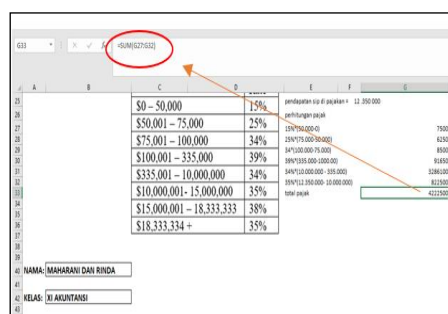 G33 fx =SUM(G27:G32)
A B C D E F G
25 pendapatan sip di pajakan = 12.350.000
26 $0 – 50,000 15% perhitungan pajak
27 $50,001 – 75,000 25% 15%*(50.000-0) 7500
28 25%*(75.000-50.000) 6250
29 $75,001 – 100,000 34% 34*(100.000-75.000) 8500
30 $100,001 – 335,000 39% 39%*(335.000-1000.00) 91650
31 $335,001 – 10,000,000 34% 34%*(10.000.000 - 335.000) 3286100
32 $10,000,001- 15,000,000 35% 35%*(12.350.000- 10.000.000) 822500
33 total pajak 4222500
34 $15,000,001 – 18,333,333 38%
35
36 $18,333,334 + 35%
37
38
39
40 NAMA: MAHARANI DAN RINDA
41
42 KELAS: XI AKUNTANSI
43